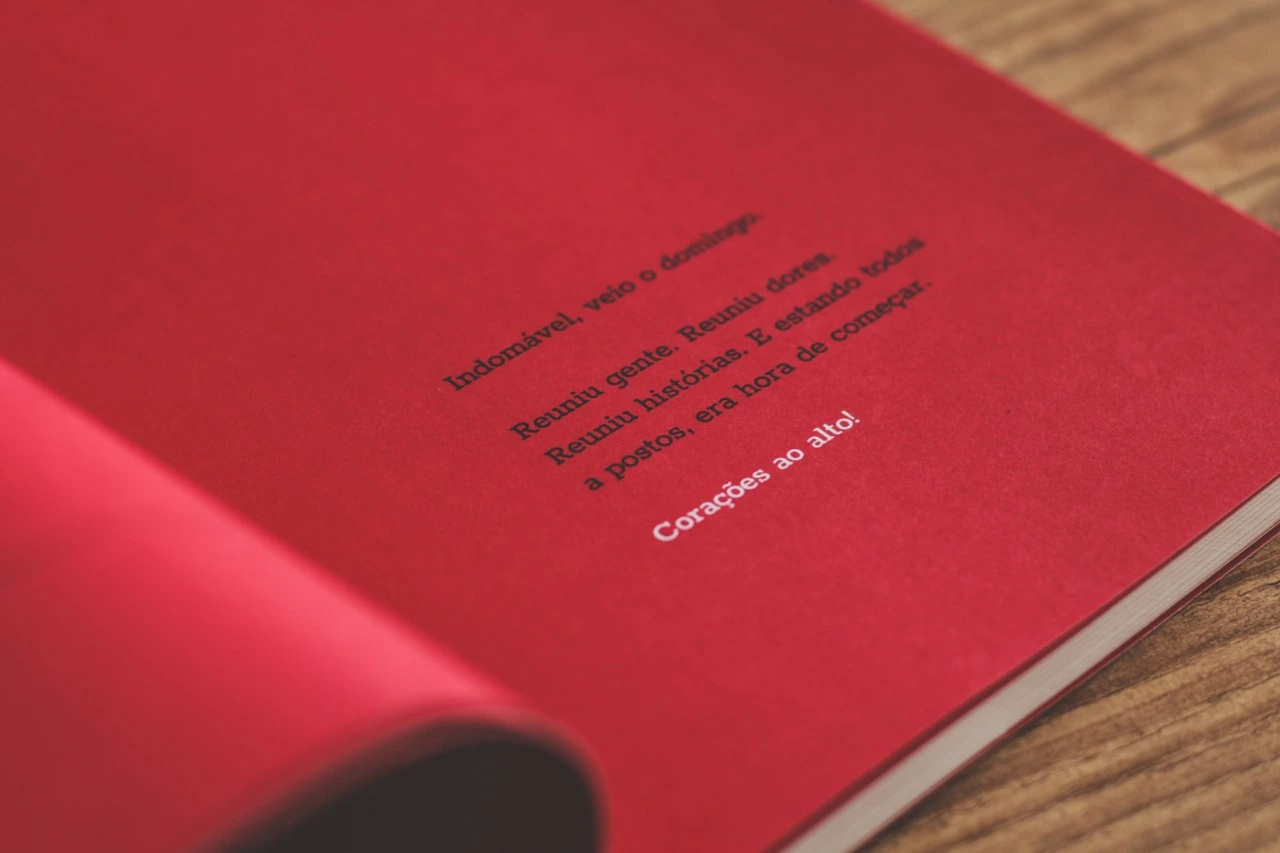 Indomável, veio o domingo.
Reuniu gente. Reuniu dores.
Reuniu histórias. E estando todos
a postos, era hora de começar.
Corações ao alto!